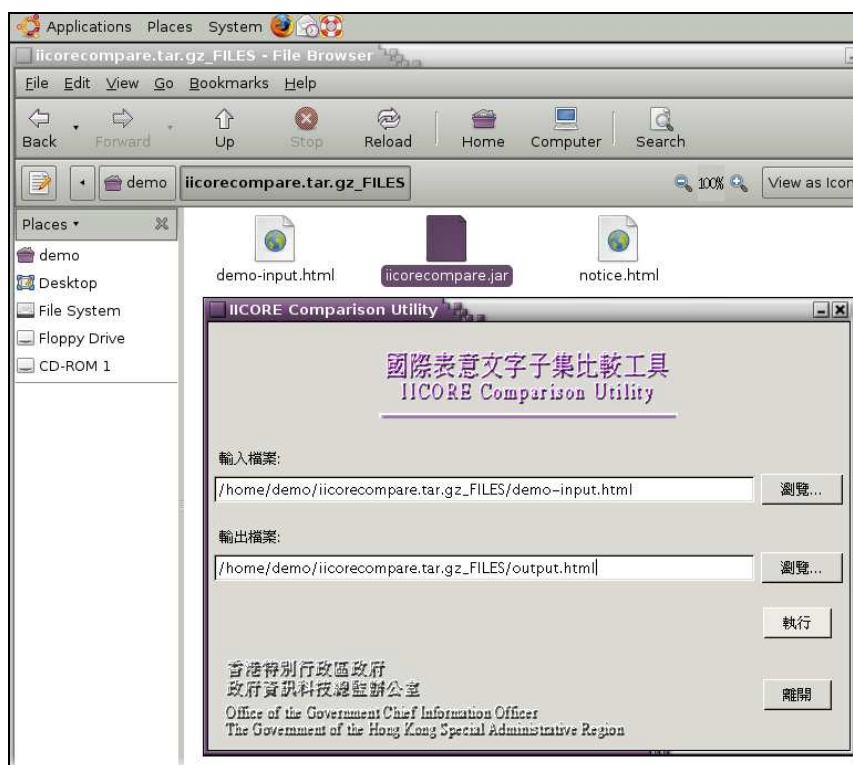 Applications Places System
iicorecompare.tar.gz_FILES - File Browser
File Edit View Go Bookmarks Help
Back Forward Up Stop Reload Home Computer Search
demo iicorecompare.tar.gz_FILES 100% View as Icon
Places
demo
Desktop
File System
Floppy Drive
CD-ROM 1
demo-input.html iicorecompare.jar notice.html
IICORE Comparison Utility
國際表意文字子集比較工具
IICORE Comparison Utility
輸入檔案:
/home/demo/iicorecompare.tar.gz_FILES/demo-input.html 瀏覽...
輸出檔案:
/home/demo/iicorecompare.tar.gz_FILES/output.html 瀏覽...
執行
香港特別行政區政府
政府資訊科技總監辦公室
離開
Office of the Government Chief Information Officer
The Government of the Hong Kong Special Administrative Region